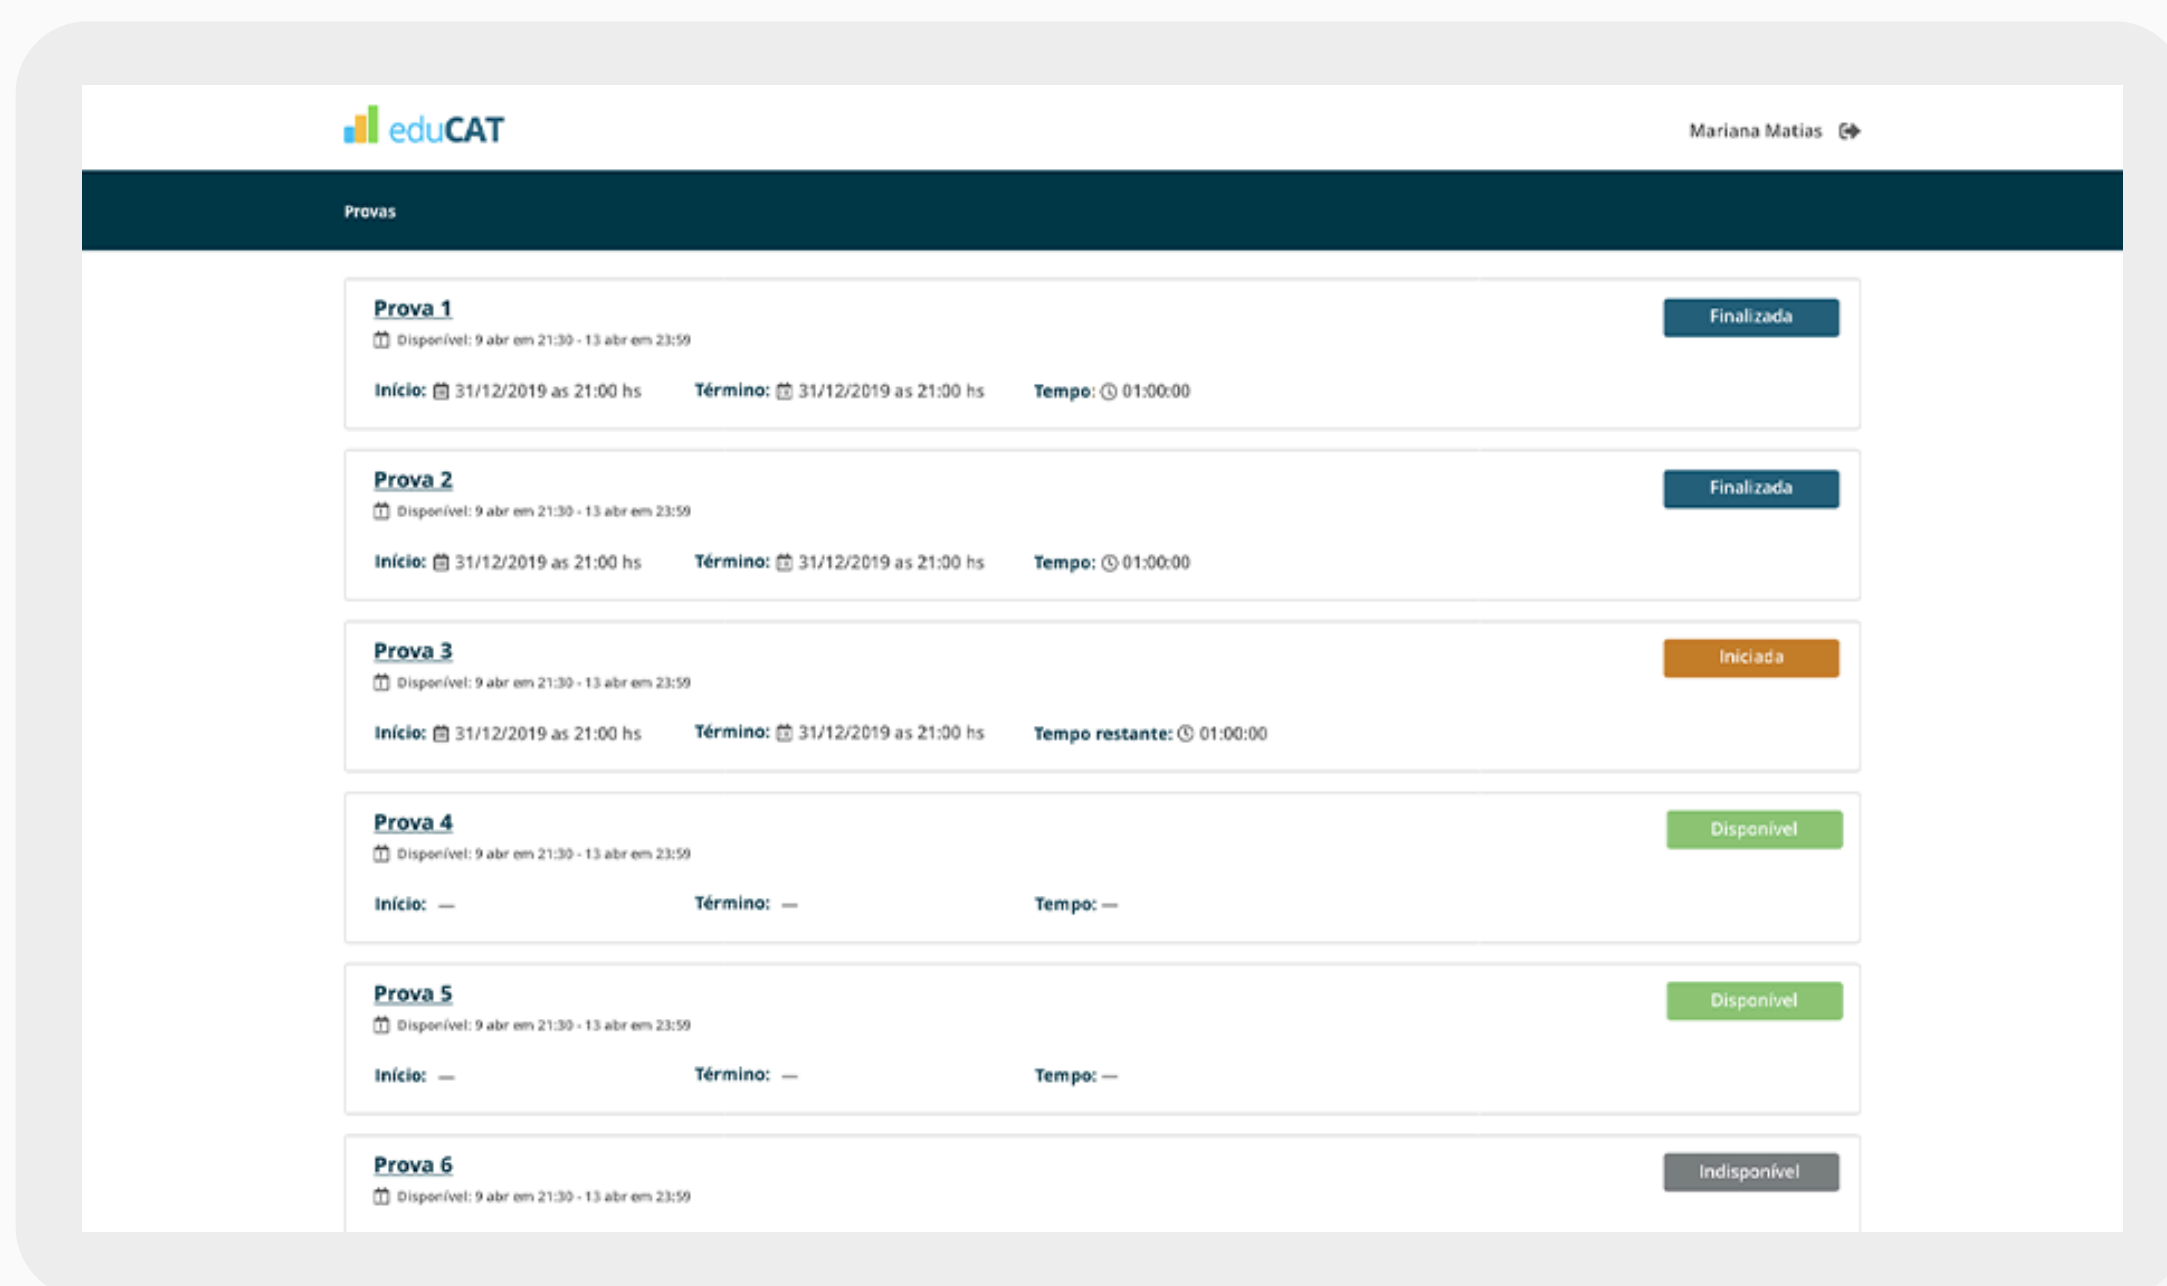 eduCAT
Mariana Matias
Provas
Prova 1
Finalizada
Disponível: 9 abr em 21:30 - 13 abr em 23:59
Início: 31/12/2019 as 21:00 hs Término: 31/12/2019 as 21:00 hs Tempo: 01:00:00
Prova 2
Finalizada
Disponível: 9 abr em 21:30 - 13 abr em 23:59
Início: 31/12/2019 as 21:00 hs Término: 31/12/2019 as 21:00 hs Tempo: 01:00:00
Prova 3
Iniciada
Disponível: 9 abr em 21:30 - 13 abr em 23:59
Início: 31/12/2019 as 21:00 hs Término: 31/12/2019 as 21:00 hs Tempo restante: 01:00:00
Prova 4
Disponível
Disponível: 9 abr em 21:30 - 13 abr em 23:59
Início: — Término: — Tempo: —
Prova 5
Disponível
Disponível: 9 abr em 21:30 - 13 abr em 23:59
Início: — Término: — Tempo: —
Prova 6
Indisponível
Disponível: 9 abr em 21:30 - 13 abr em 23:59